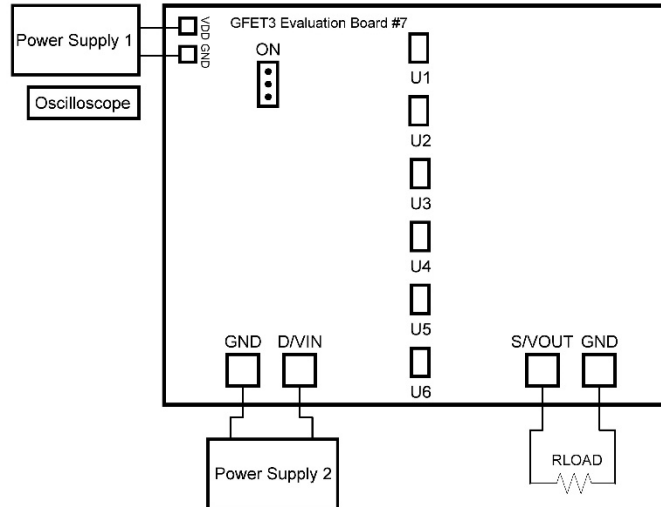 Power Supply 1
VDD
GND
GFET3 Evaluation Board #7
ON
Oscilloscope
U1
U2
U3
U4
U5
U6
GND D/VIN
S/VOUT GND
Power Supply 2
RLOAD